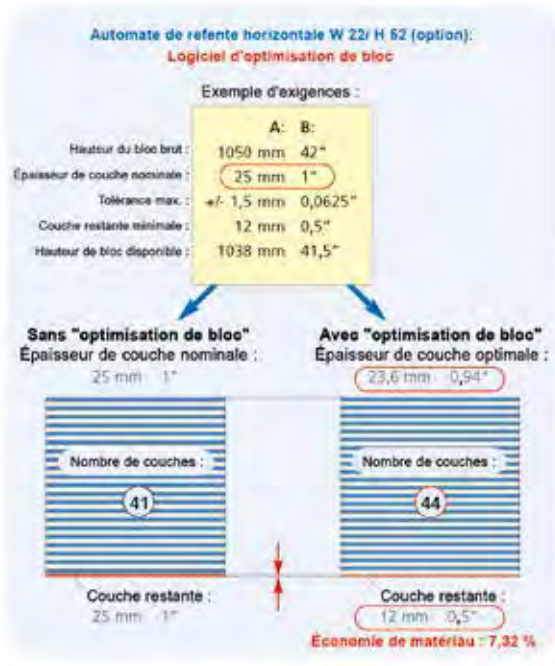 Automate de refente horizontale W 22/ H 52 (option):
Logiciel d'optimisation de bloc
Exemple d'exigences :
A: B:
Hauteur du bloc brut : 1050 mm 42"
Épaisseur de couche nominale : 25 mm 1"
Tolérance max. : +/- 1,5 mm 0,0625"
Couche restante minimale : 12 mm 0,5"
Hauteur de bloc disponible : 1038 mm 41,5"
Sans "optimisation de bloc"
Épaisseur de couche nominale :
25 mm 1"
Nombre de couches :
41
Couche restante :
25 mm 1"
Avec "optimisation de bloc"
Épaisseur de couche optimale :
23,6 mm 0,94"
Nombre de couches :
44
Couche restante :
12 mm 0,5"
Économie de matériau : 7,32 %